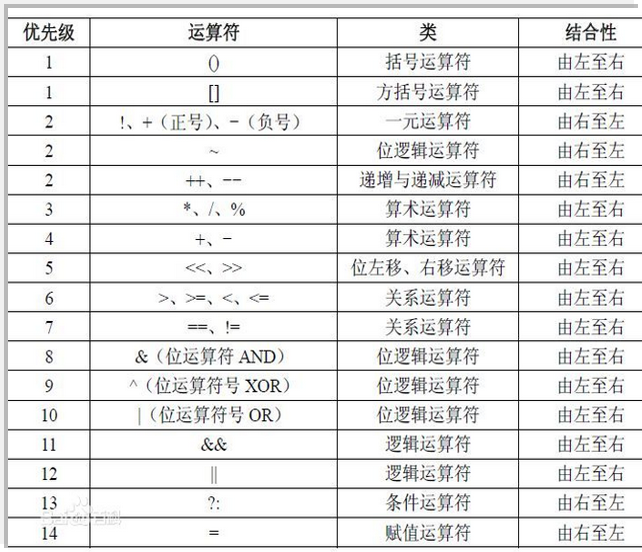 优先级 运算符 类 结合性
1 () 括号运算符 由左至右
1 [] 方括号运算符 由左至右
2 !、+（正号）、-（负号） 一元运算符 由右至左
2 ~ 位逻辑运算符 由右至左
2 ++、-- 递增与递减运算符 由右至左
3 *、/、% 算术运算符 由左至右
4 +、- 算术运算符 由左至右
5 <<、>> 位左移、右移运算符 由左至右
6 >、>=、<、<= 关系运算符 由左至右
7 ==、!= 关系运算符 由左至右
8 &（位运算符 AND） 位逻辑运算符 由左至右
9 ^（位运算符号 XOR） 位逻辑运算符 由左至右
10 |（位运算符号 OR） 位逻辑运算符 由左至右
11 && 逻辑运算符 由左至右
12 || 逻辑运算符 由左至右
13 ?: 条件运算符 由右至左
14 = 赋值运算符 由右至左
Baidu百科